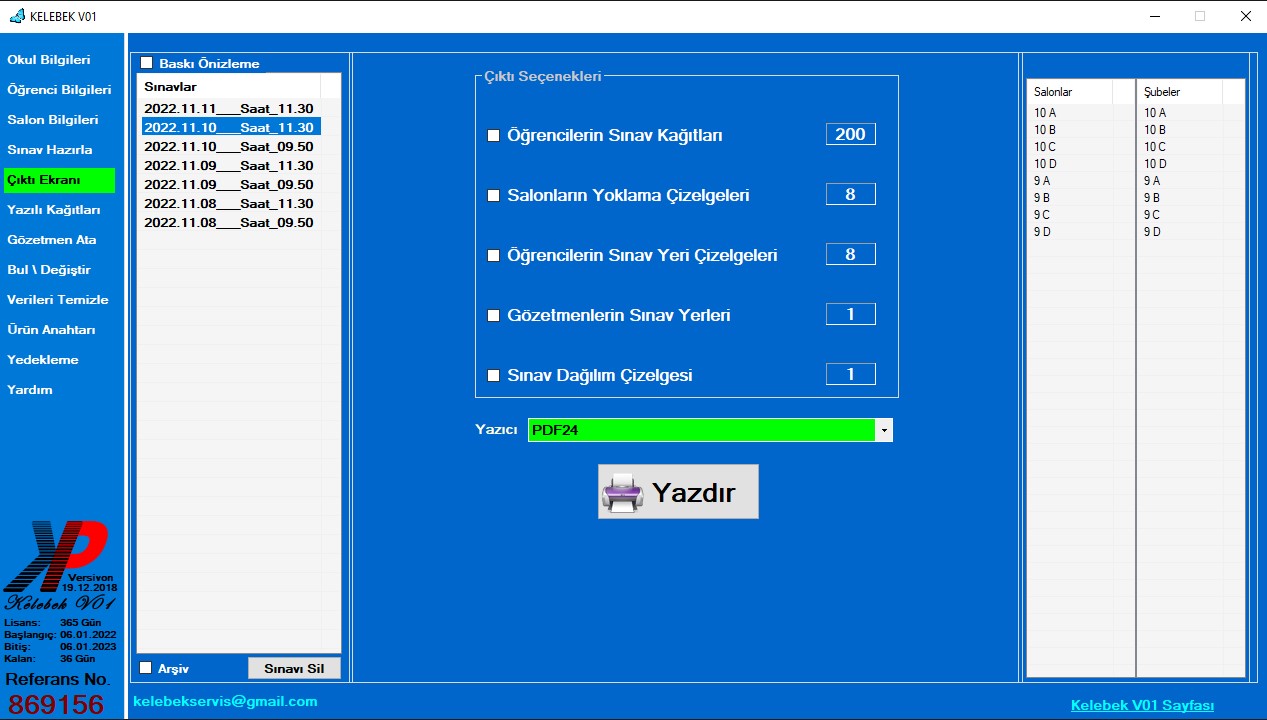 KELEBEK V01
Okul Bilgileri
Öğrenci Bilgileri
Salon Bilgileri
Sınav Hazırla
Çıktı Ekranı
Yazılı Kağıtları
Gözetmen Ata
Bul \ Değiştir
Verileri Temizle
Ürün Anahtarı
Yedekleme
Yardım
KP
Versiyon
19.12.2018
Kelebek V01
Lisans: 365 Gün
Başlangıç: 06.01.2022
Bitiş: 06.01.2023
Kalan: 36 Gün
Referans No.
869156
Baskı Önizleme
Sınavlar
2022.11.11___Saat_11.30
2022.11.10___Saat_11.30
2022.11.10___Saat_09.50
2022.11.09___Saat_11.30
2022.11.09___Saat_09.50
2022.11.08___Saat_11.30
2022.11.08___Saat_09.50
Arşiv
Sınavı Sil
kelebekservis@gmail.com
Çıktı Seçenekleri
Öğrencilerin Sınav Kağıtları 200
Salonların Yoklama Çizelgeleri 8
Öğrencilerin Sınav Yeri Çizelgeleri 8
Gözetmenlerin Sınav Yerleri 1
Sınav Dağılım Çizelgesi 1
Yazıcı PDF24
Yazdır
Salonlar Şubeler
10 A 10 A
10 B 10 B
10 C 10 C
10 D 10 D
9 A 9 A
9 B 9 B
9 C 9 C
9 D 9 D
Kelebek V01 Sayfası